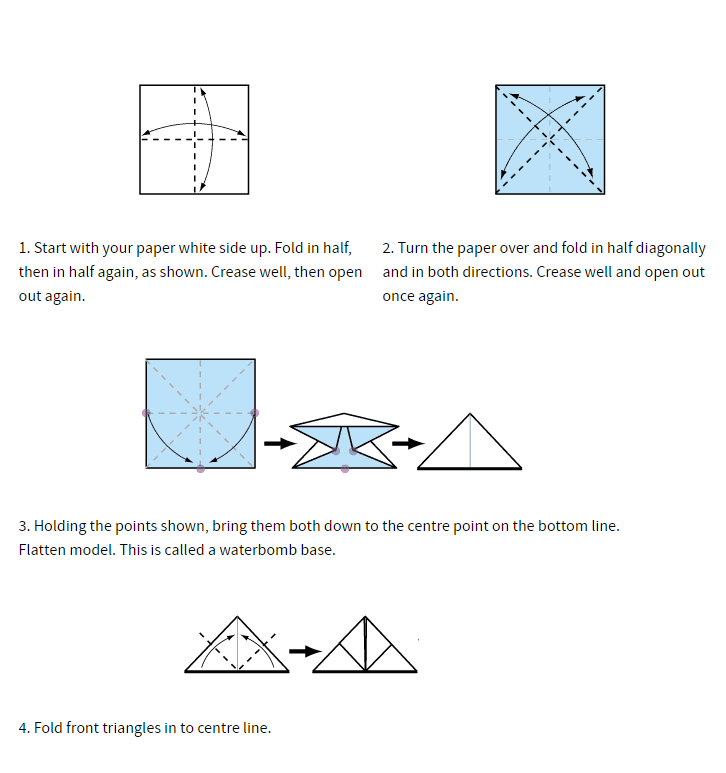 1. Start with your paper white side up. Fold in half,
then in half again, as shown. Crease well, then open
out again.
2. Turn the paper over and fold in half diagonally
and in both directions. Crease well and open out
once again.
3. Holding the points shown, bring them both down to the centre point on the bottom line.
Flatten model. This is called a waterbomb base.
4. Fold front triangles in to centre line.